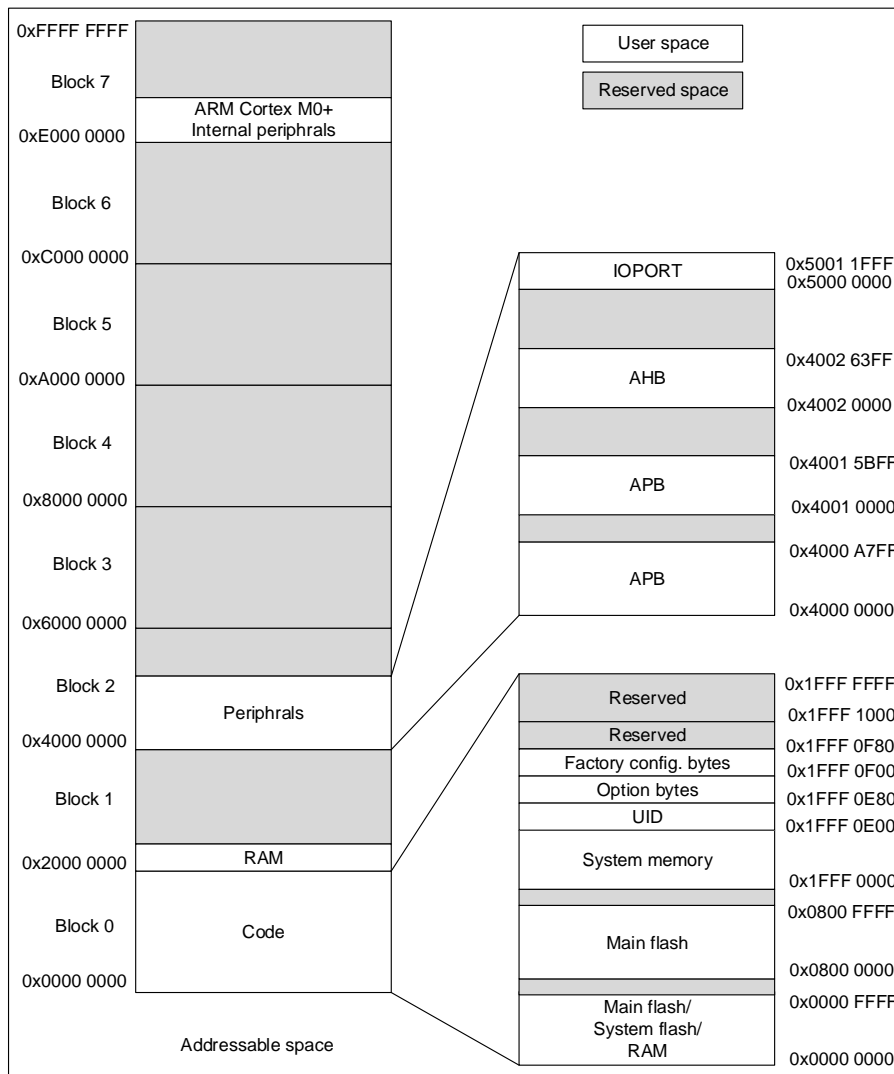 0xFFFF FFFF
Block 7
ARM Cortex M0+
Internal periphrals
0xE000 0000
Block 6
0xC000 0000
Block 5
0xA000 0000
Block 4
0x8000 0000
Block 3
0x6000 0000
Block 2
Periphrals
0x4000 0000
Block 1
0x2000 0000
RAM
Block 0
Code
0x0000 0000
Addressable space
User space
Reserved space
IOPORT
0x5001 1FFF
0x5000 0000
0x4002 63FF
AHB
0x4002 0000
0x4001 5BFF
APB
0x4001 0000
0x4000 A7FF
APB
0x4000 0000
0x1FFF FFFF
Reserved
0x1FFF 1000
Reserved
0x1FFF 0F80
Factory config. bytes
0x1FFF 0F00
Option bytes
0x1FFF 0E80
UID
0x1FFF 0E00
System memory
0x1FFF 0000
0x0800 FFFF
Main flash
0x0800 0000
0x0000 FFFF
Main flash/
System flash/
RAM
0x0000 0000